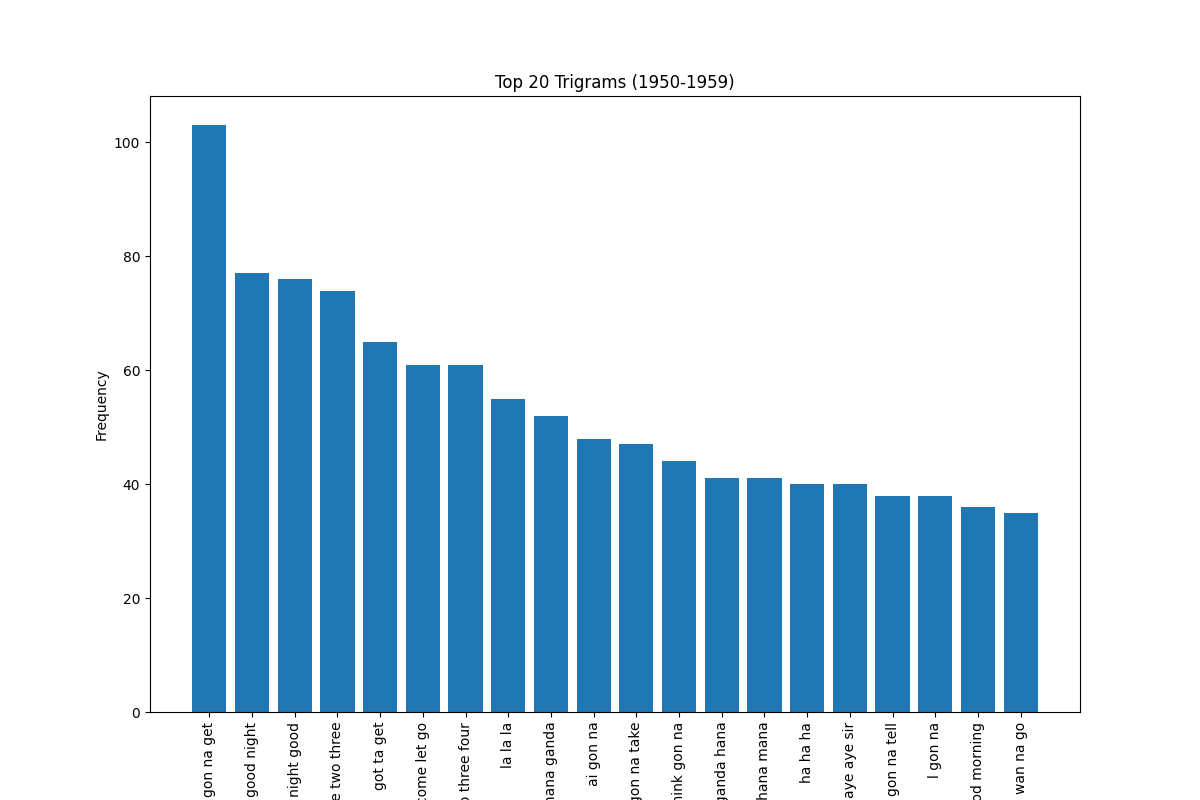 Top 20 Trigrams (1950-1959)
Frequency
100
80
60
40
20
0
gon na get
good night
night good
two three
got ta get
come let go
three four
la la la
ganda
ai gon na
gon na take
gon na
ganda hana
hana mana
ha ha ha
aye aye sir
gon na tell
l gon na
morning
wan na go